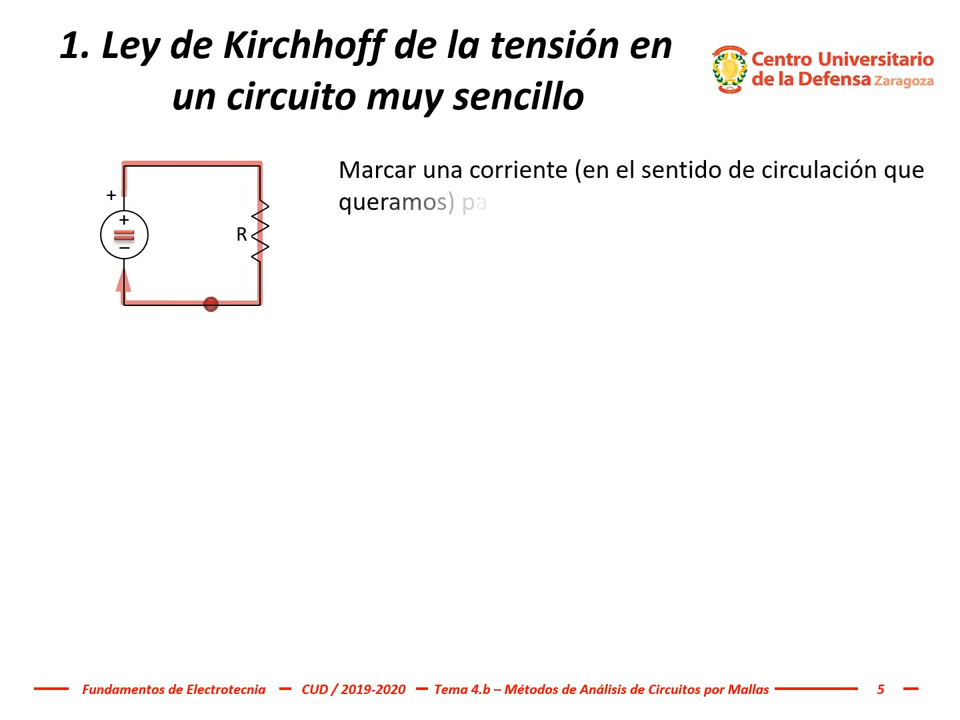 1. Ley de Kirchhoff de la tensión en
un circuito muy sencillo
Centro Universitario
de la Defensa Zaragoza
Marcar una corriente (en el sentido de circulación que
queramos) pa
+
+
R
−
Fundamentos de Electrotecnia
CUD / 2019-2020
Tema 4.b – Métodos de Análisis de Circuitos por Mallas
5